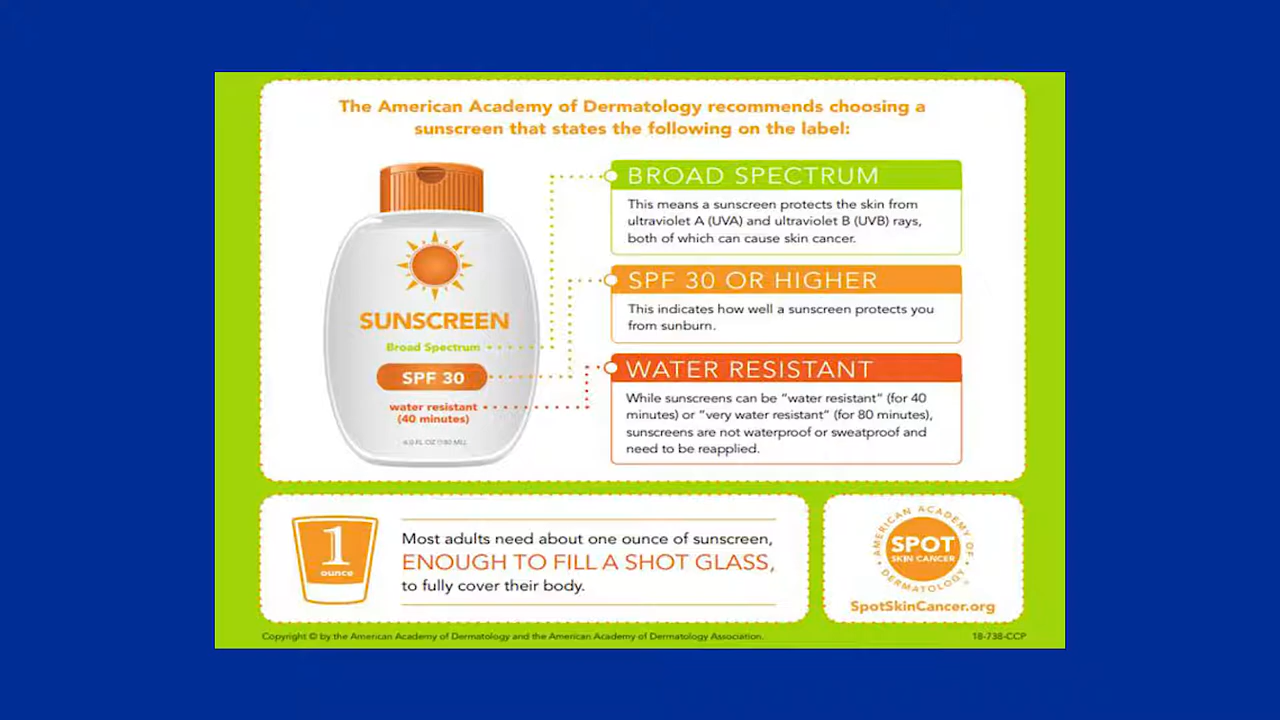 The American Academy of Dermatology recommends choosing a
sunscreen that states the following on the label:
SUNSCREEN
Broad Spectrum
SPF 30
water resistant
(40 minutes)
BROAD SPECTRUM
This means a sunscreen protects the skin from
ultraviolet A (UVA) and ultraviolet B (UVB) rays,
both of which can cause skin cancer.
SPF 30 OR HIGHER
This indicates how well a sunscreen protects you
from sunburn.
WATER RESISTANT
While sunscreens can be “water resistant” (for 40
minutes) or “very water resistant” (for 80 minutes),
sunscreens are not waterproof or sweatproof and
need to be reapplied.
1
ounce
Most adults need about one ounce of sunscreen,
ENOUGH TO FILL A SHOT GLASS,
to fully cover their body.
AMERICAN ACADEMY OF
SPOT
SKIN CANCER
DERMATOLOGY
SpotSkinCancer.org
Copyright © by the American Academy of Dermatology and the American Academy of Dermatology Association.
18-738-CCP